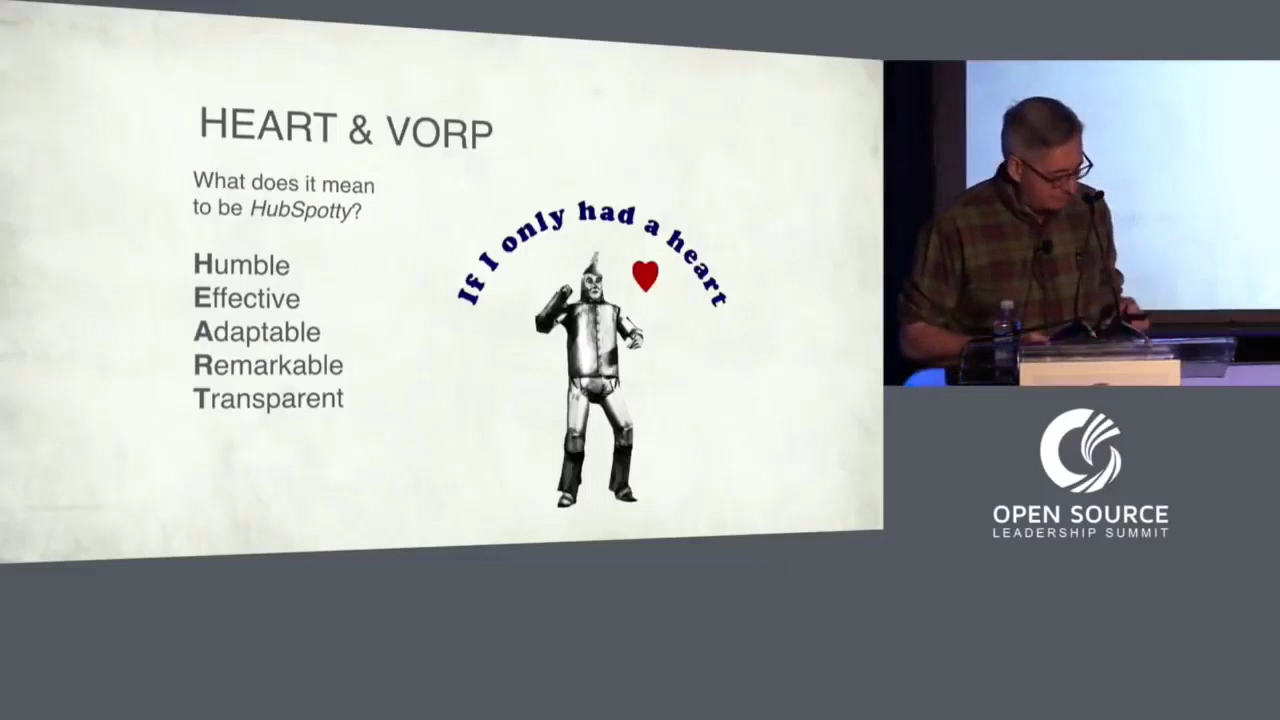 HEART & VORP
What does it mean
to be HubSpotty?
Humble
Effective
Adaptable
Remarkable
Transparent
If I only had a heart
OPEN SOURCE
LEADERSHIP SUMMIT